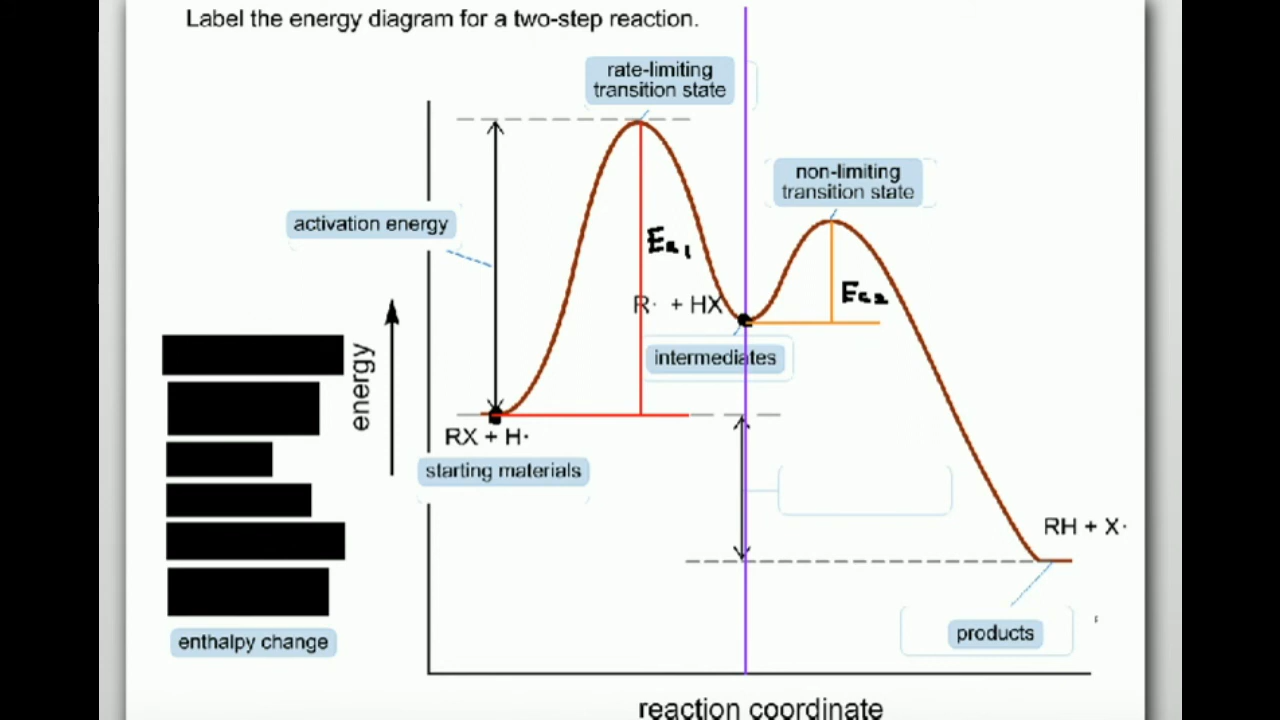 Label the energy diagram for a two-step reaction.
rate-limiting
transition state
non-limiting
transition state
activation energy
Ea1
Ea2
R· + HX
intermediates
energy
RX + H·
starting materials
RH + X·
enthalpy change
products
reaction coordinate